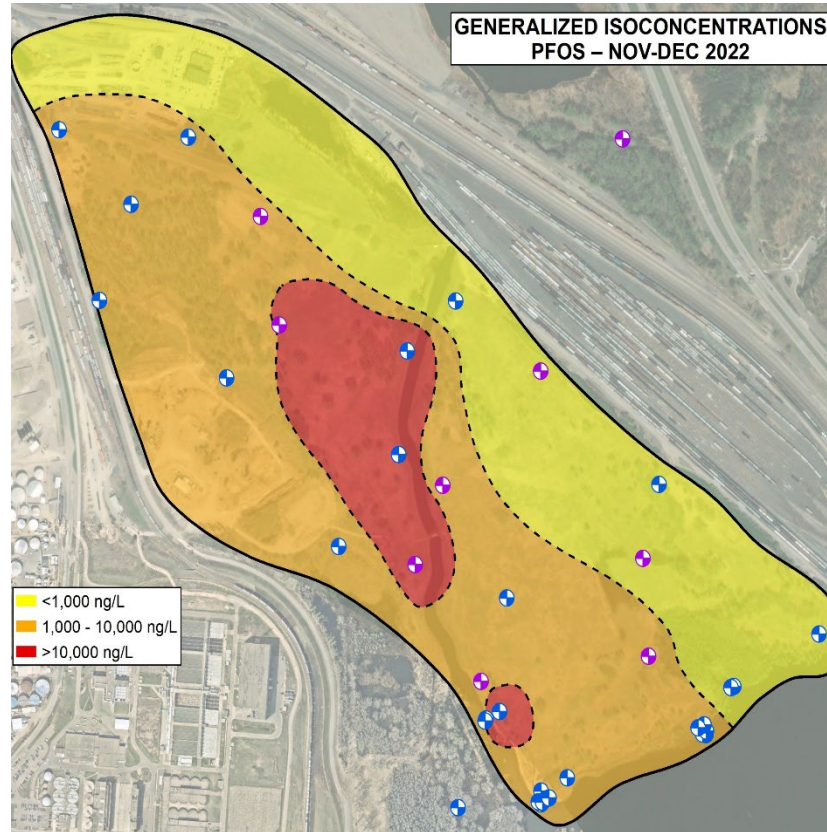 GENERALIZED ISOCONCENTRATIONS
PFOS – NOV-DEC 2022
<1,000 ng/L
1,000 - 10,000 ng/L
>10,000 ng/L